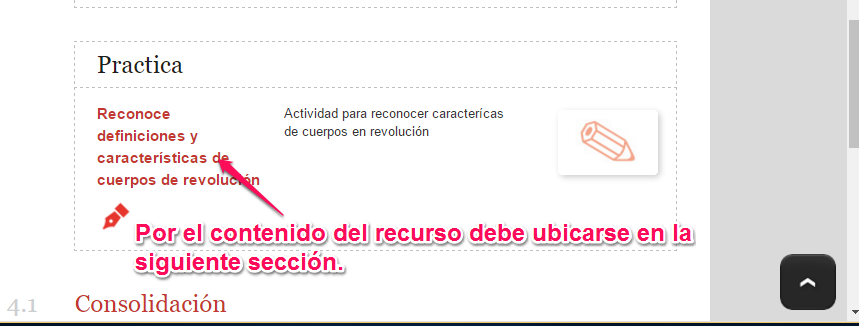 Practica
Reconoce
definiciones y
características de
cuerpos de revolución
Actividad para reconocer caracterícas
de cuerpos en revolución
Por el contenido del recurso debe ubicarse en la
siguiente sección.
4.1 Consolidación